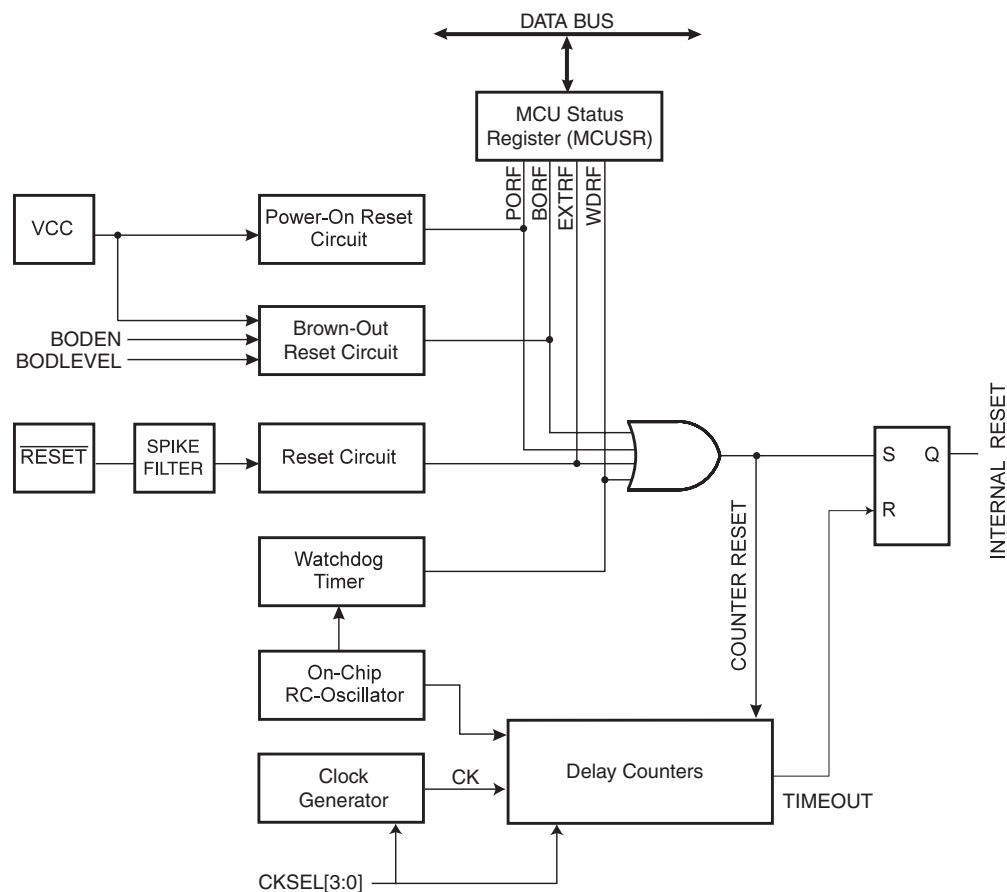 DATA BUS
MCU Status
Register (MCUSR)
PORF
BORF
EXTRF
WDRF
VCC
Power-On Reset
Circuit
BODEN
BODLEVEL
Brown-Out
Reset Circuit
RESET
SPIKE
FILTER
Reset Circuit
S
Q
R
INTERNAL RESET
Watchdog
Timer
COUNTER RESET
On-Chip
RC-Oscillator
Clock
Generator
CK
Delay Counters
TIMEOUT
CKSEL[3:0]